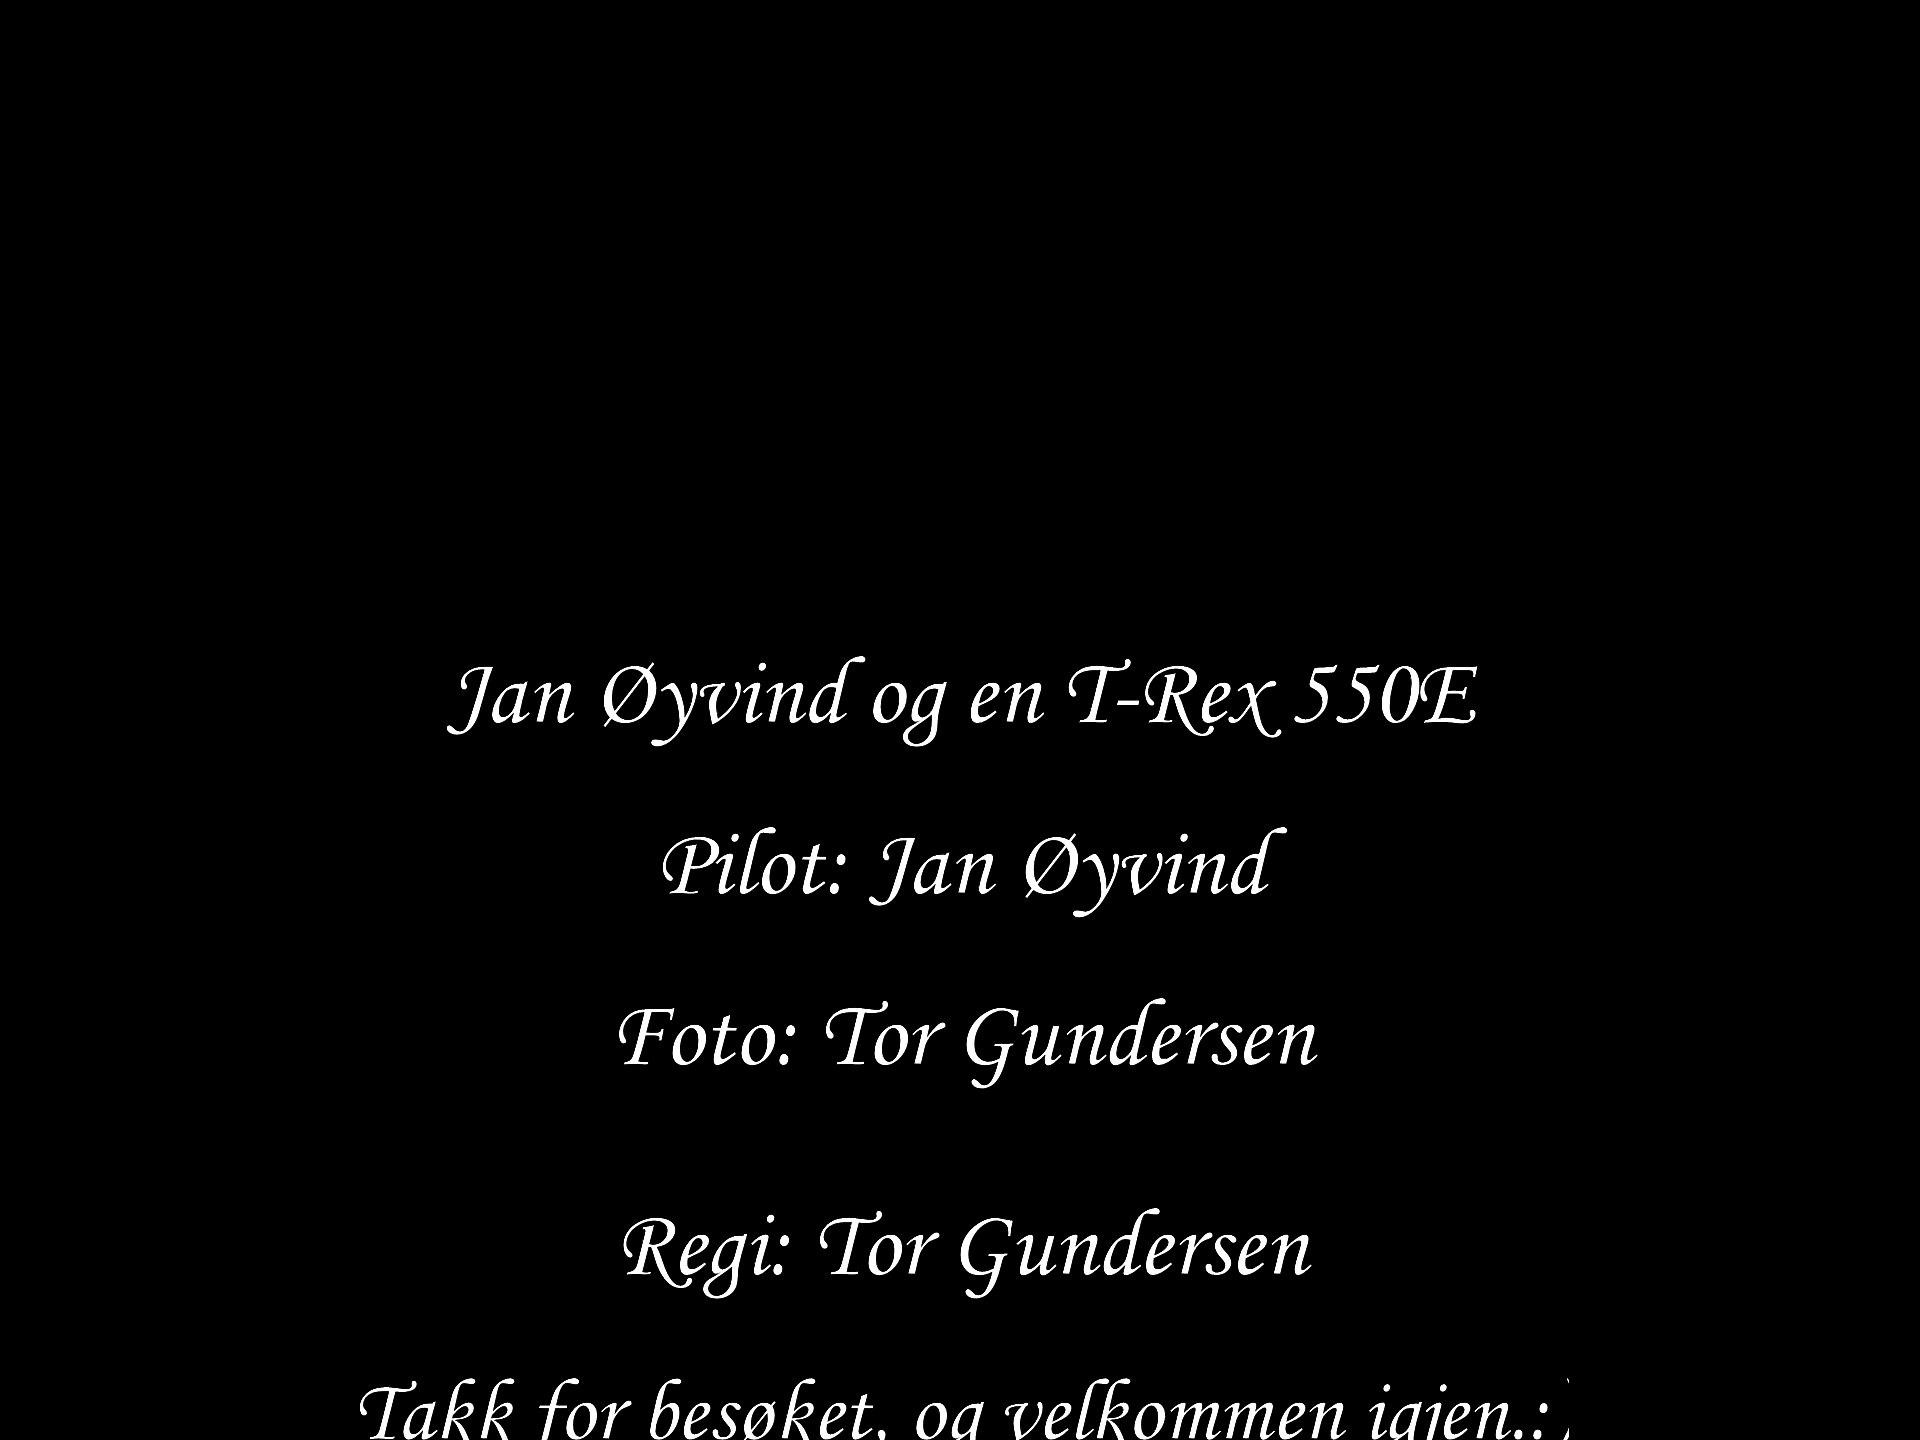 Jan Øyvind og en T-Rex 550E
Pilot: Jan Øyvind
Foto: Tor Gundersen
Regi: Tor Gundersen
Takk for besøket, og velkommen igjen.:)